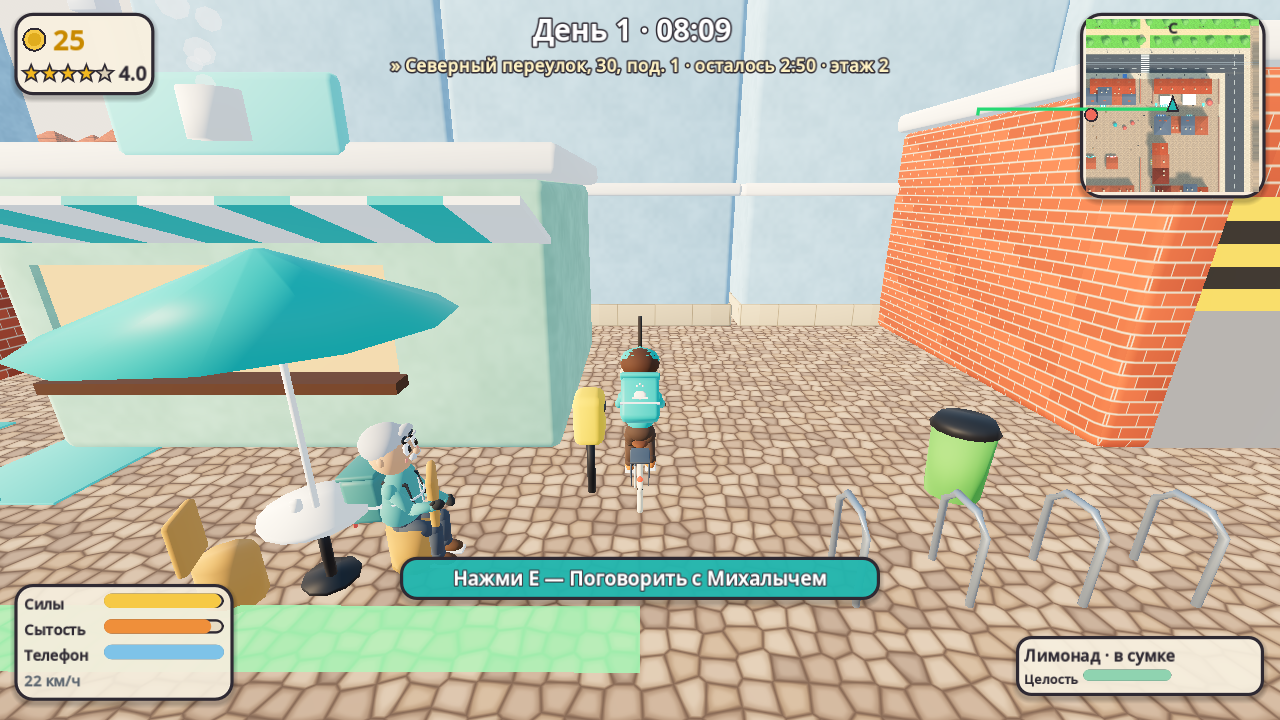 25
4.0
День 1 · 08:09
» Северный переулок, 30, под. 1 · осталось 2:50 · этаж 2
С
Нажми E — Поговорить с Михалычем
Силы
Сытость
Телефон
22 км/ч
Лимонад · в сумке
Целость